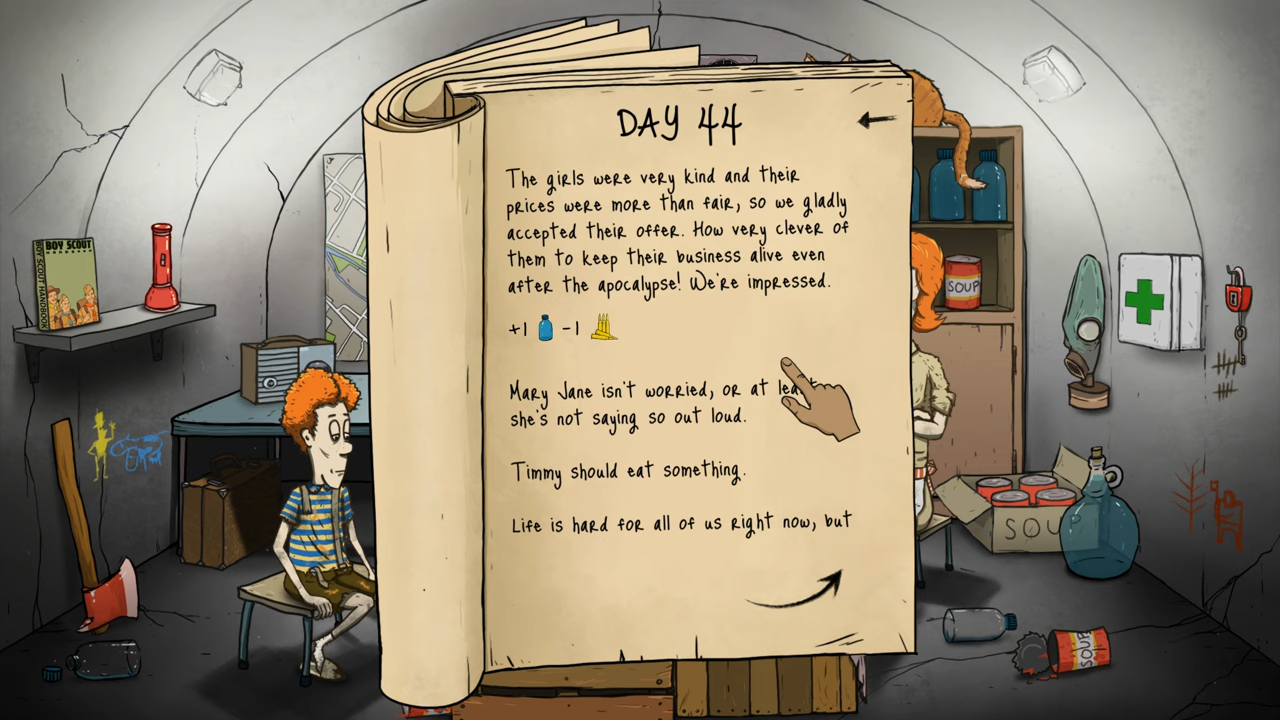 DAY 44
The girls were very kind and their
prices were more than fair, so we gladly
accepted their offer. How very clever of
them to keep their business alive even
after the apocalypse! We're impressed.
+1 -1
Mary Jane isn't worried, or at
she's not saying so out loud.
Timmy should eat something.
Life is hard for all of us right now, but
BOY SCOUT
BOY SCOUT HANDBOOK
SOUP
SOU
SOUP